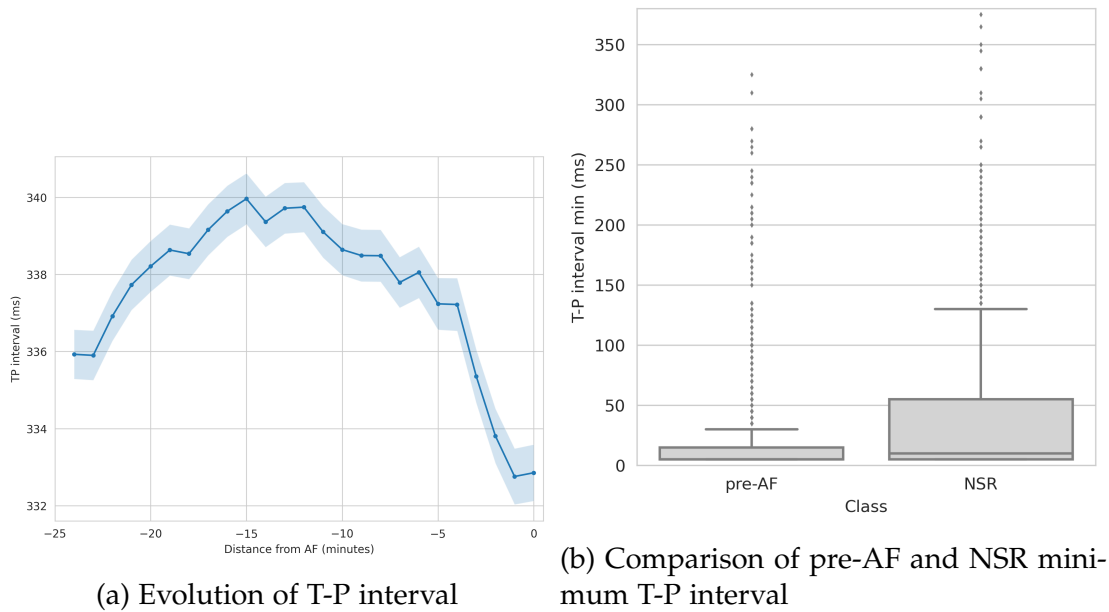 340
338
336
334
332
TP interval (ms)
−25
−20
−15
−10
−5
0
Distance from AF (minutes)
(a) Evolution of T-P interval
350
300
250
200
150
100
50
0
T-P interval min (ms)
pre-AF
NSR
Class
(b) Comparison of pre-AF and NSR mini-
mum T-P interval